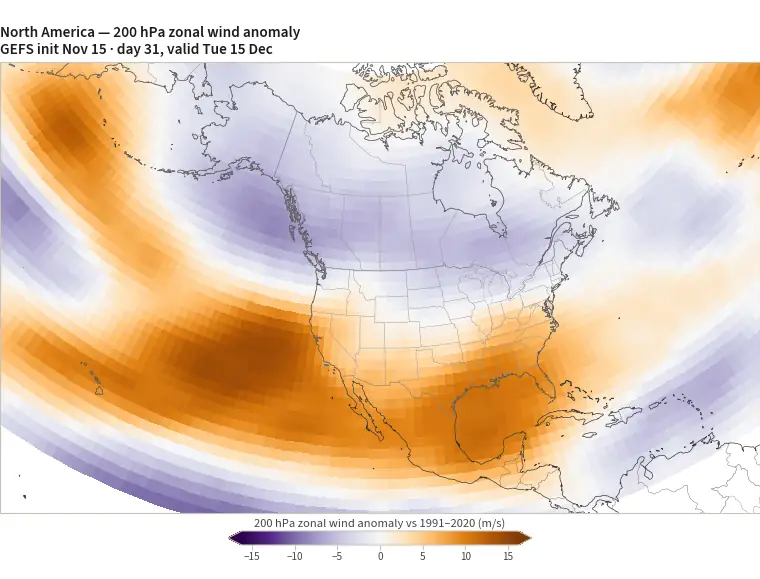 North America — 200 hPa zonal wind anomaly
GEFS init Nov 15 · day 31, valid Tue 15 Dec
200 hPa zonal wind anomaly vs 1991–2020 (m/s)
−15 −10 −5 0 5 10 15